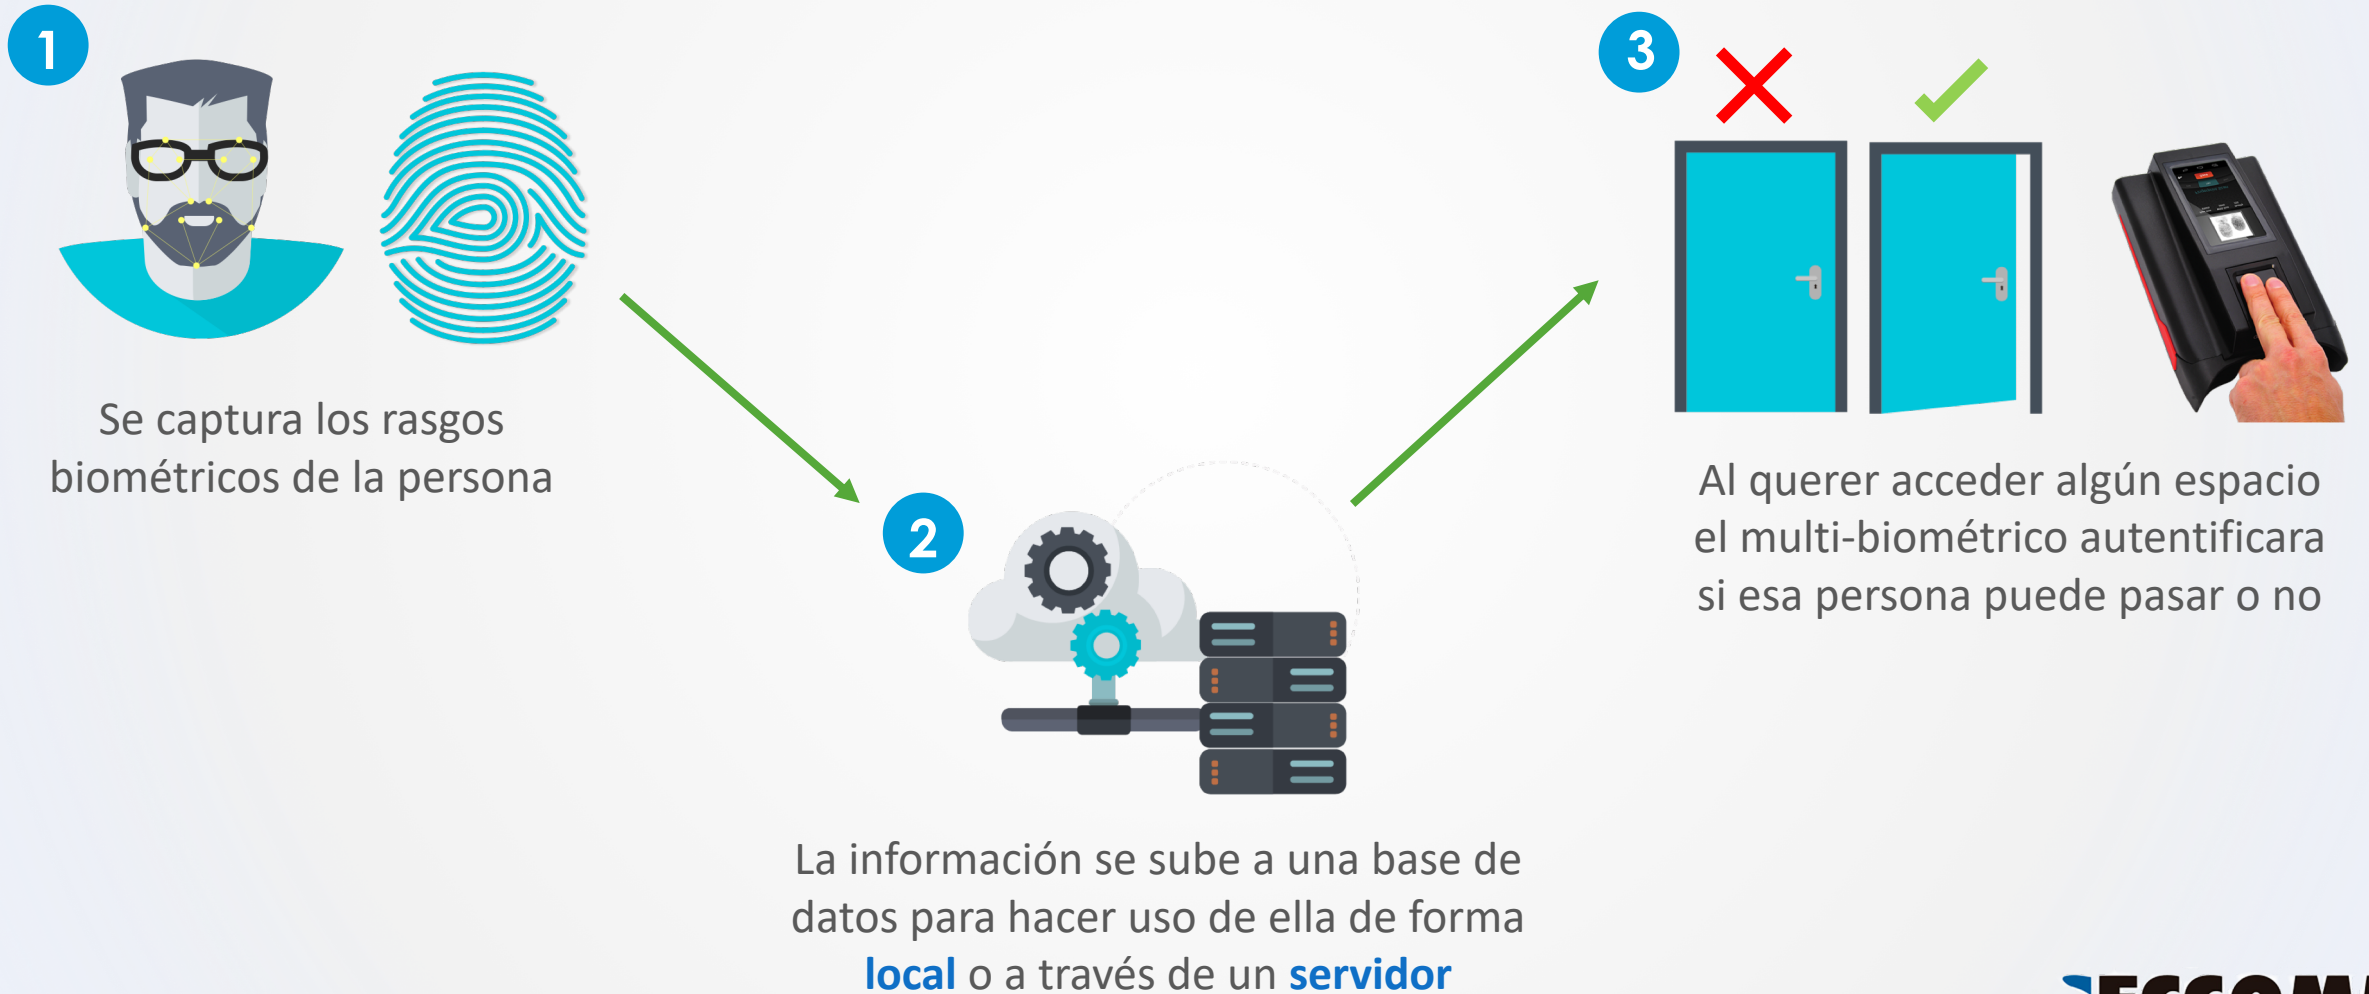 1
Se captura los rasgos
biométricos de la persona
2
La información se sube a una base de
datos para hacer uso de ella de forma
local o a través de un servidor
3
Al querer acceder algún espacio
el multi-biométrico autentificara
si esa persona puede pasar o no